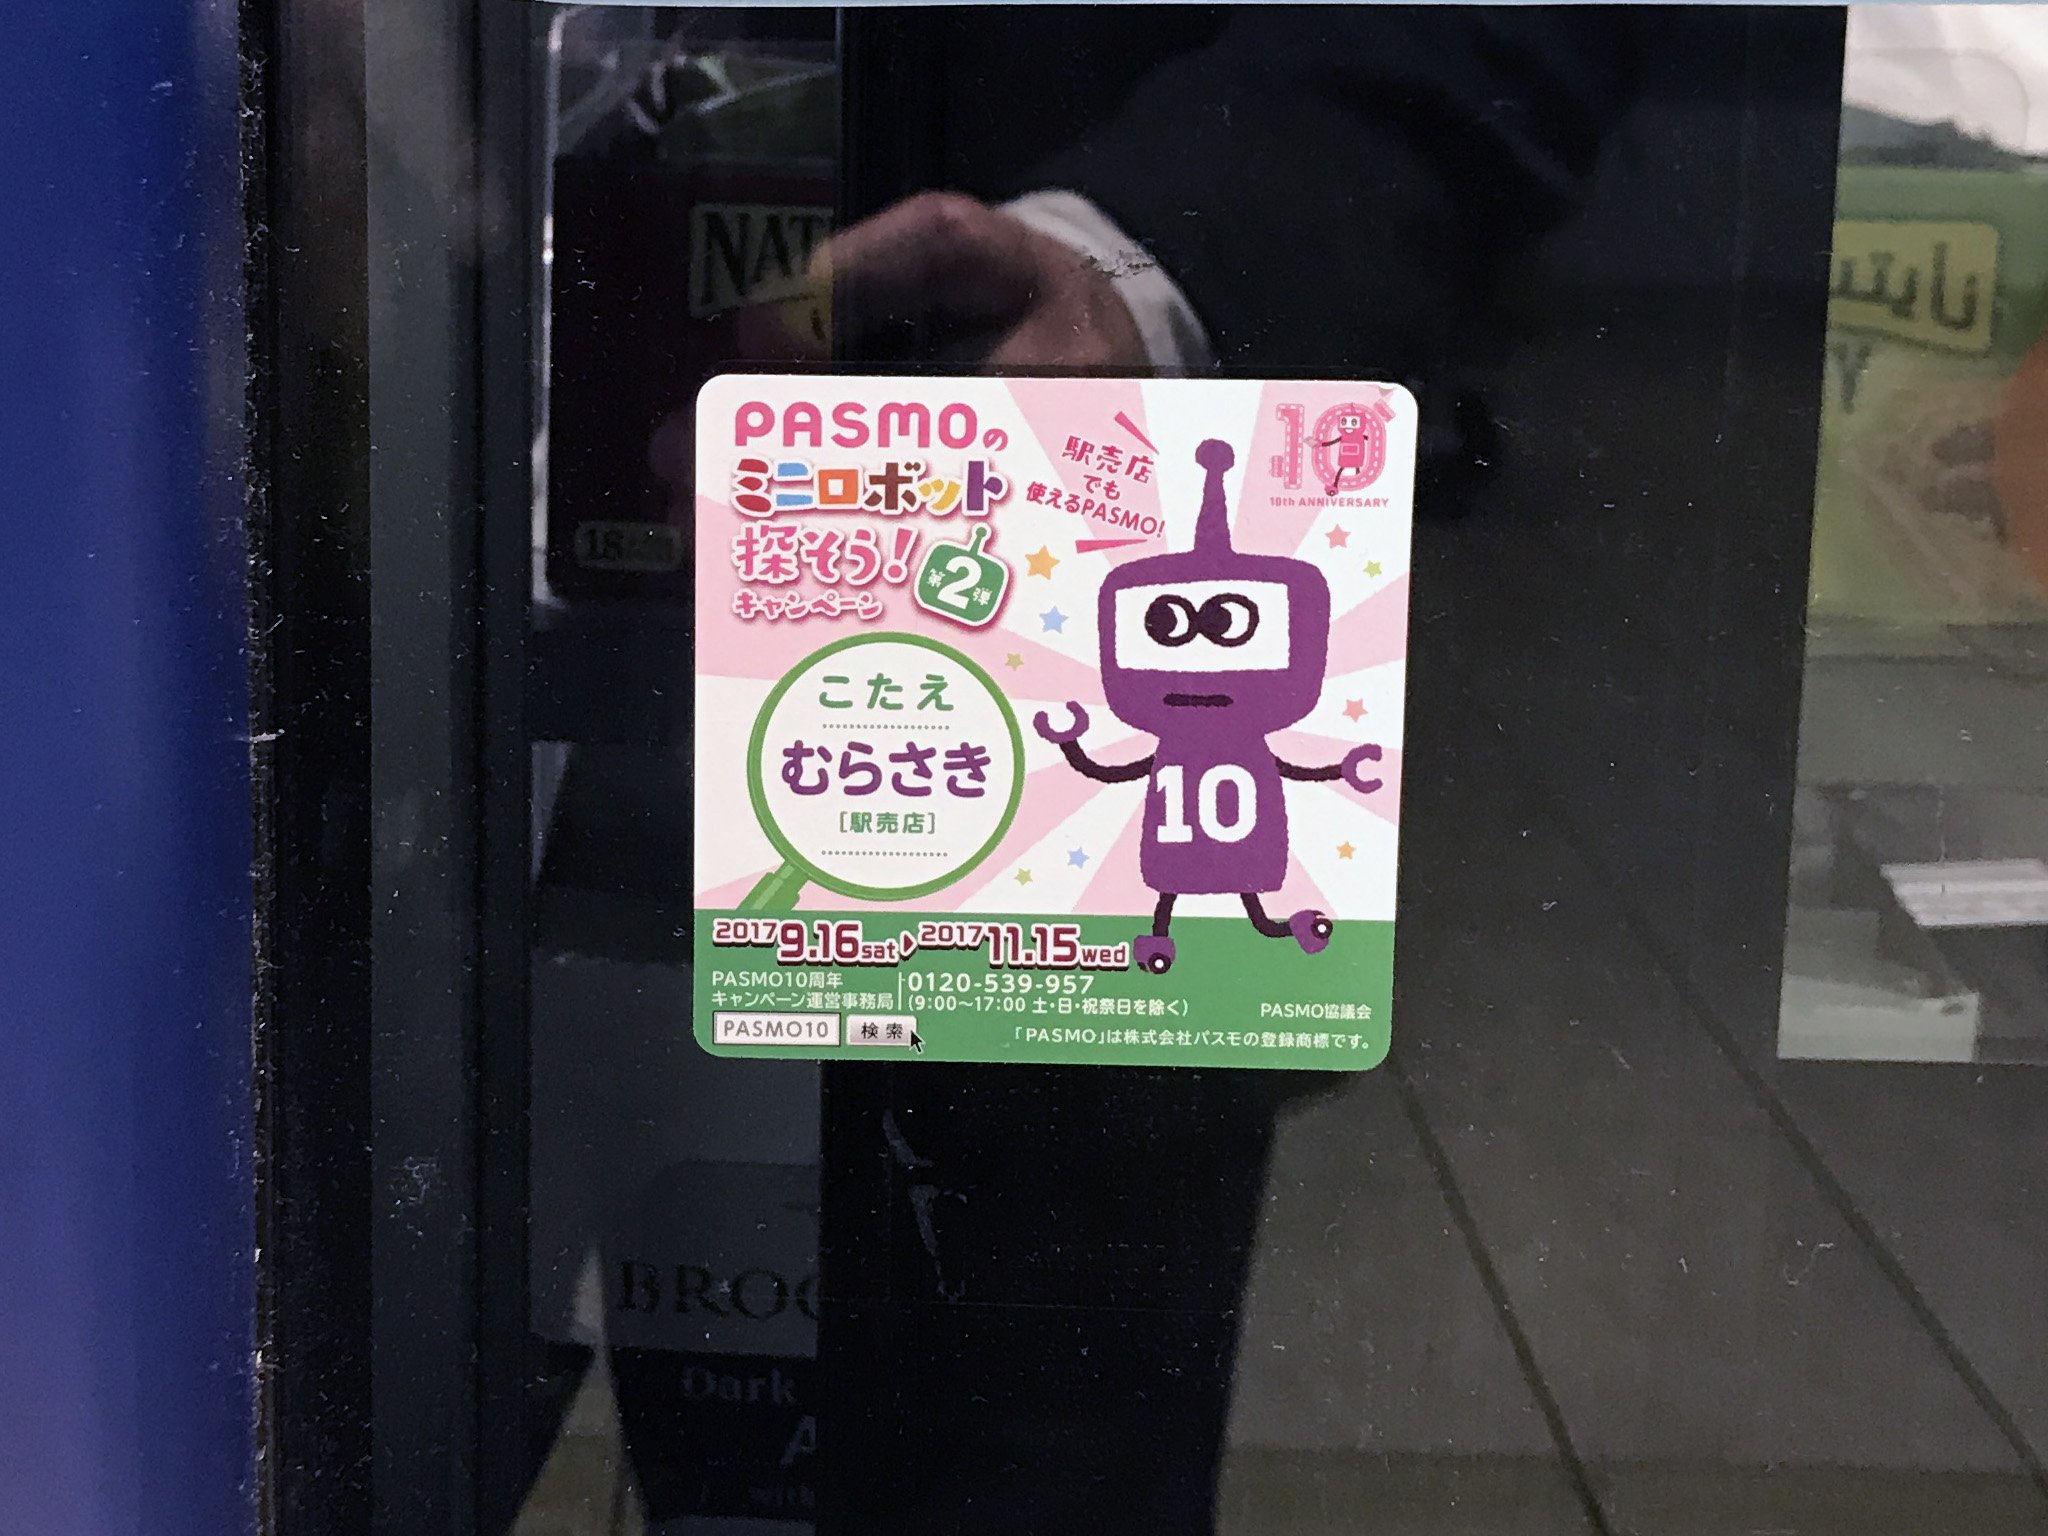 PASMOの
ミニロボット
探そう!
キャンペーン
第2弾
駅売店
でも
使えるPASMO!
10
10th ANNIVERSARY
こたえ
むらさき
[駅売店]
10
2017 9.16 sat ▶ 2017 11.15 wed
PASMO10周年
キャンペーン運営事務局
0120-539-957
(9:00〜17:00 土・日・祝祭日を除く)
PASMO協議会
PASMO10 検索
「PASMO」は株式会社パスモの登録商標です。
Dark